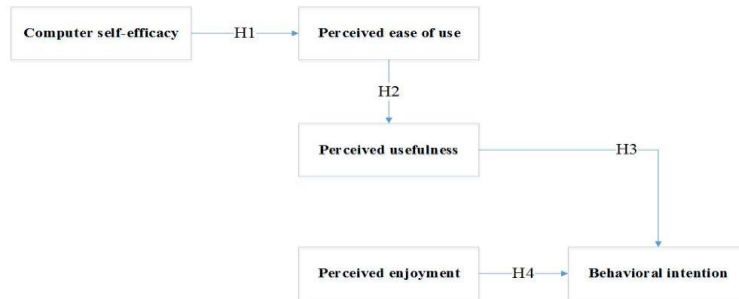 Computer self-efficacy
H1
Perceived ease of use
H2
Perceived usefulness
H3
Perceived enjoyment
H4
Behavioral intention